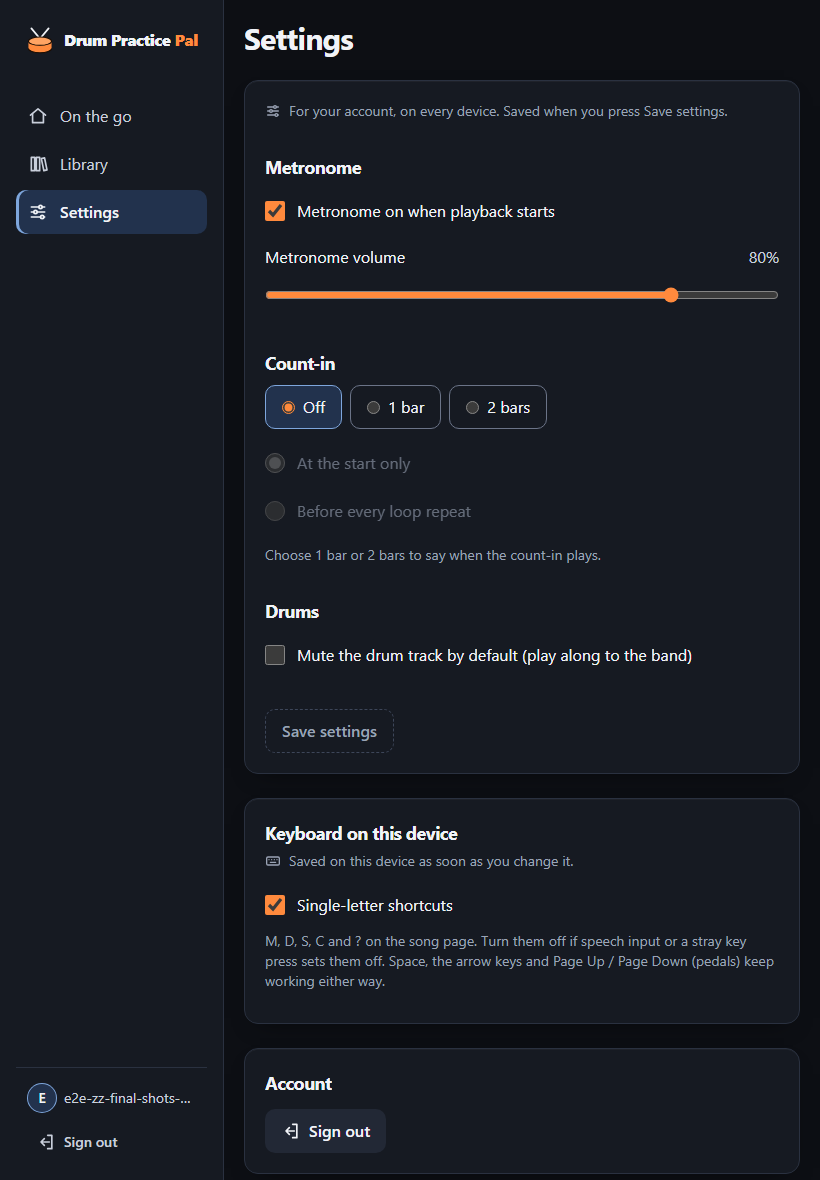 Drum Practice Pal
On the go
Library
Settings
E
e2e-zz-final-shots-...
Sign out
Settings
For your account, on every device. Saved when you press Save settings.
Metronome
Metronome on when playback starts
Metronome volume 80%
Count-in
Off 1 bar 2 bars
At the start only
Before every loop repeat
Choose 1 bar or 2 bars to say when the count-in plays.
Drums
Mute the drum track by default (play along to the band)
Save settings
Keyboard on this device
Saved on this device as soon as you change it.
Single-letter shortcuts
M, D, S, C and ? on the song page. Turn them off if speech input or a stray key
press sets them off. Space, the arrow keys and Page Up / Page Down (pedals) keep
working either way.
Account
Sign out